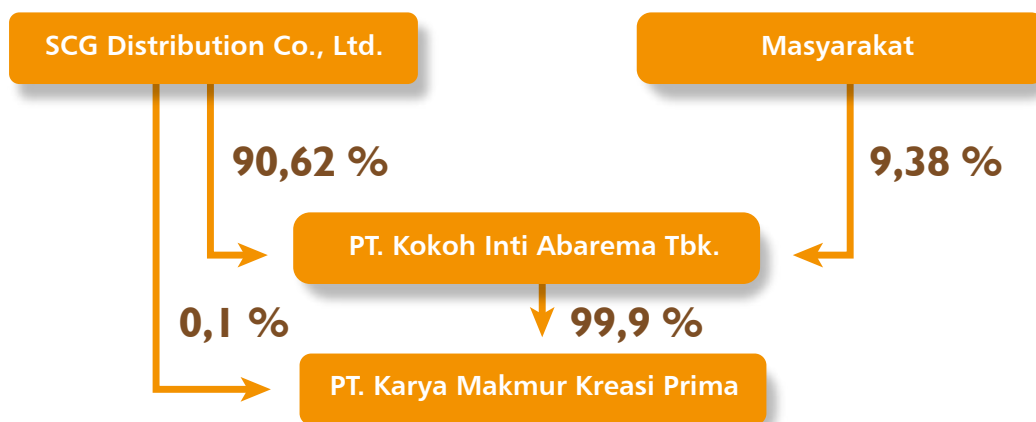 SCG Distribution Co., Ltd.
Masyarakat
90,62 %
9,38 %
PT. Kokoh Inti Abarema Tbk.
0,1 %
99,9 %
PT. Karya Makmur Kreasi Prima